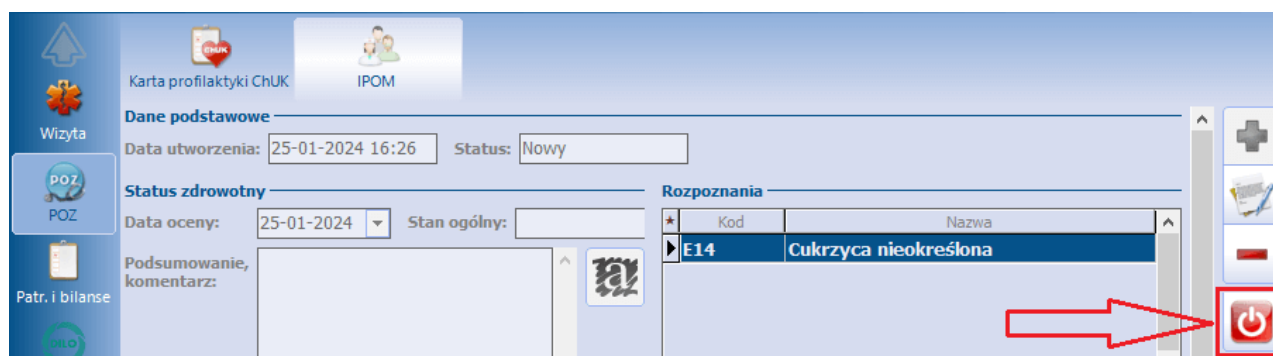 CHUK
Karta profilaktyki ChUK
IPOM
Wizyta
POZ
POZ
Patr. i bilanse
DILO
Dane podstawowe
Data utworzenia: 25-01-2024 16:26 Status: Nowy
Status zdrowotny
Data oceny: 25-01-2024 Stan ogólny:
Podsumowanie,
komentarz:
Rozpoznania
* Kod Nazwa
E14 Cukrzyca nieokreślona